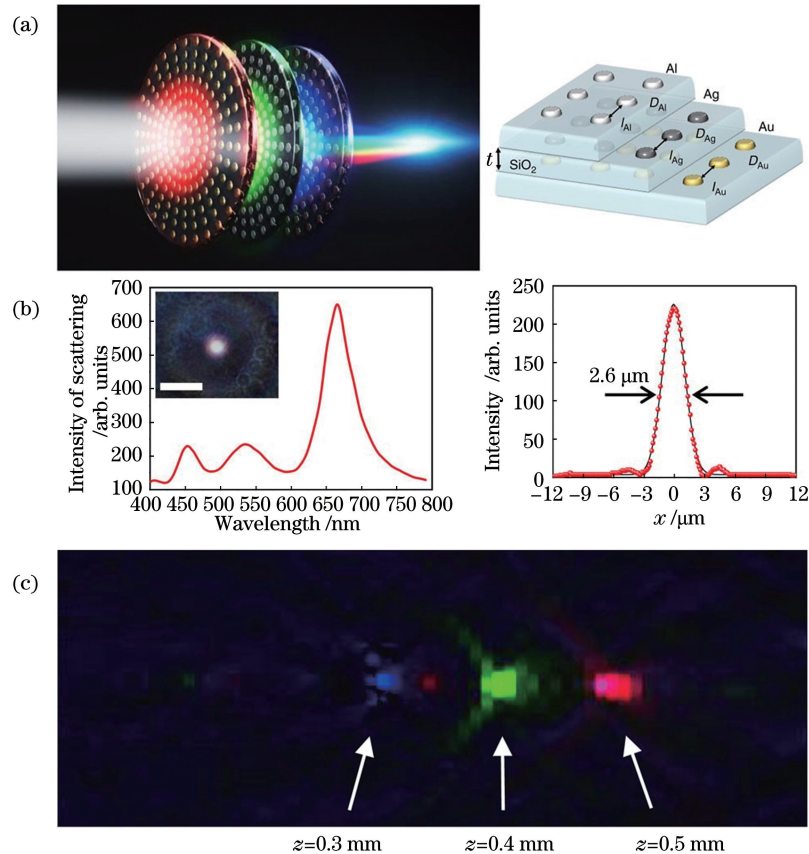 (a)
Al
D_Al
l_Al
Ag
D_Ag
l_Ag
Au
D_Au
l_Au
t
SiO2
(b)
Intensity of scattering
/arb. units
700
600
500
400
300
200
100
400 450 500 550 600 650 700 750 800
Wavelength /nm
Intensity /arb. units
250
200
150
100
50
0
2.6 μm
−12 −9 −6 −3 0 3 6 9 12
x /μm
(c)
z=0.3 mm
z=0.4 mm
z=0.5 mm